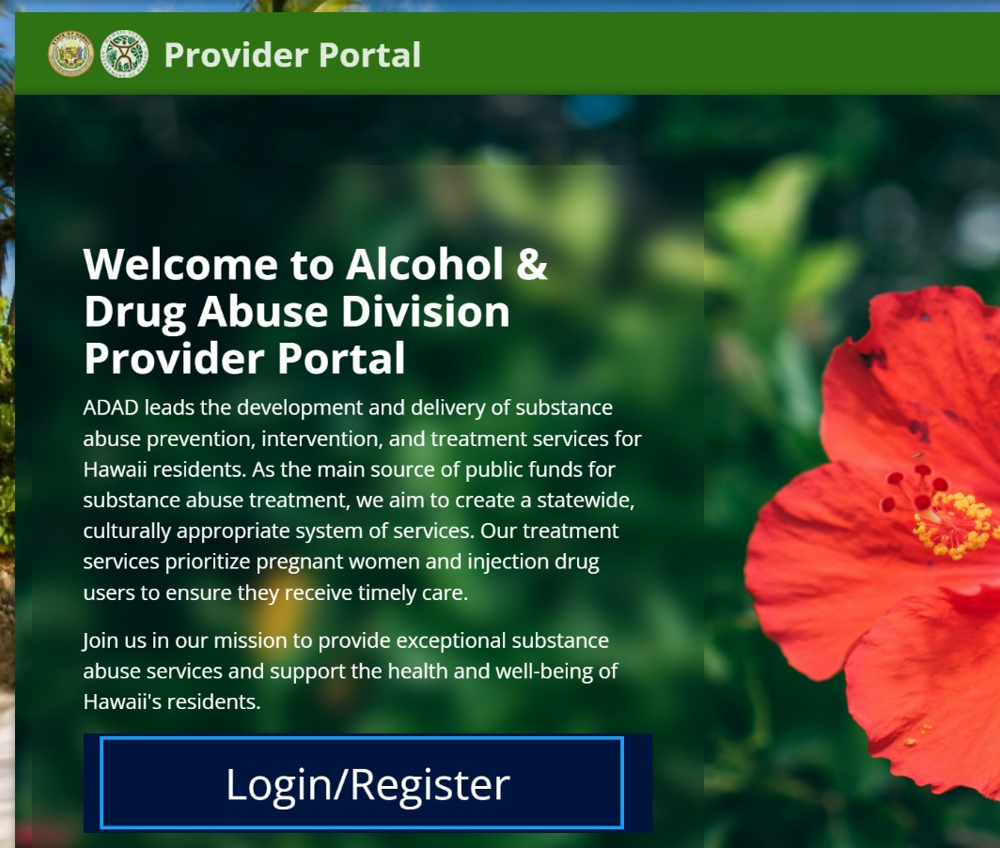 Provider Portal
Welcome to Alcohol &
Drug Abuse Division
Provider Portal
ADAD leads the development and delivery of substance
abuse prevention, intervention, and treatment services for
Hawaii residents. As the main source of public funds for
substance abuse treatment, we aim to create a statewide,
culturally appropriate system of services. Our treatment
services prioritize pregnant women and injection drug
users to ensure they receive timely care.
Join us in our mission to provide exceptional substance
abuse services and support the health and well-being of
Hawaii's residents.
Login/Register